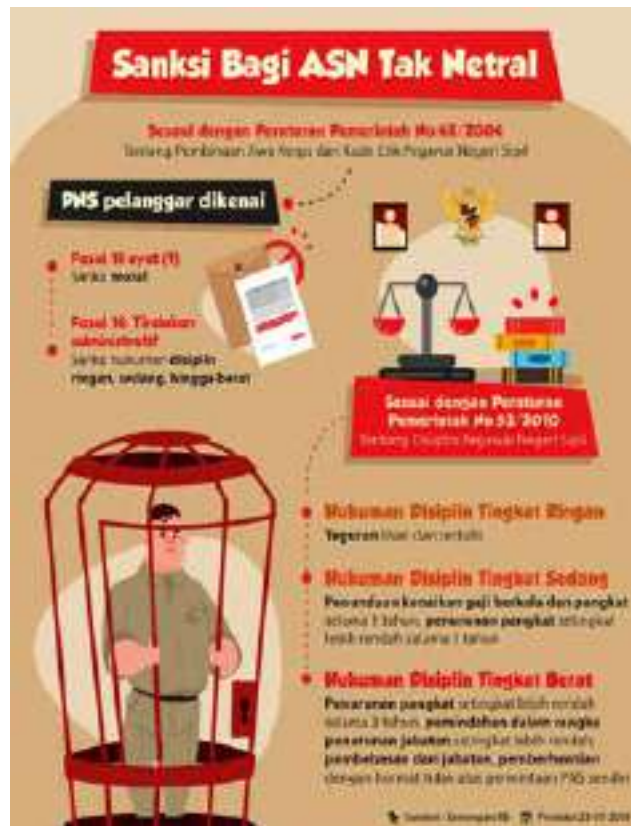 Sanksi Bagi ASN Tak Netral
Sesuai dengan Peraturan Pemerintah No 42/2004
Tentang Pembinaan Jiwa Korps dan Kode Etik Pegawai Negeri Sipil
PNS pelanggar dikenai
Pasal 15 ayat (1)
Sanksi moral
Pasal 16 Tindakan
administratif
Sanksi hukuman disiplin
ringan, sedang, hingga berat
Sesuai dengan Peraturan
Pemerintah No 53/2010
Tentang Disiplin Pegawai Negeri Sipil
Hukuman Disiplin Tingkat Ringan
Teguran lisan dan tertulis
Hukuman Disiplin Tingkat Sedang
Penundaan kenaikan gaji berkala dan pangkat
selama 1 tahun, penurunan pangkat setingkat
lebih rendah selama 1 tahun
Hukuman Disiplin Tingkat Berat
Penurunan pangkat setingkat lebih rendah
selama 3 tahun, pemindahan dalam rangka
penurunan jabatan setingkat lebih rendah,
pembebasan dari jabatan, pemberhentian
dengan hormat tidak atas permintaan PNS sendiri